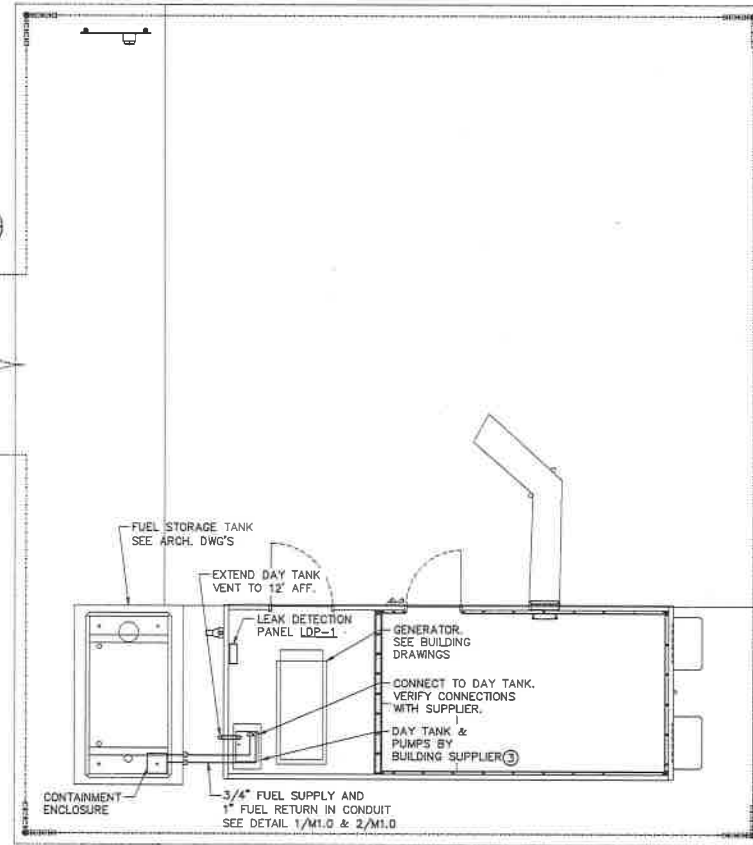 FUEL STORAGE TANK
SEE ARCH. DWG'S
EXTEND DAY TANK
VENT TO 12' AFF.
LEAK DETECTION
PANEL LDP-1
GENERATOR.
SEE BUILDING
DRAWINGS
CONNECT TO DAY TANK.
VERIFY CONNECTIONS
WITH SUPPLIER.
DAY TANK &
PUMPS BY
BUILDING SUPPLIER 3
CONTAINMENT
ENCLOSURE
3/4" FUEL SUPPLY AND
1" FUEL RETURN IN CONDUIT
SEE DETAIL 1/M1.0 & 2/M1.0